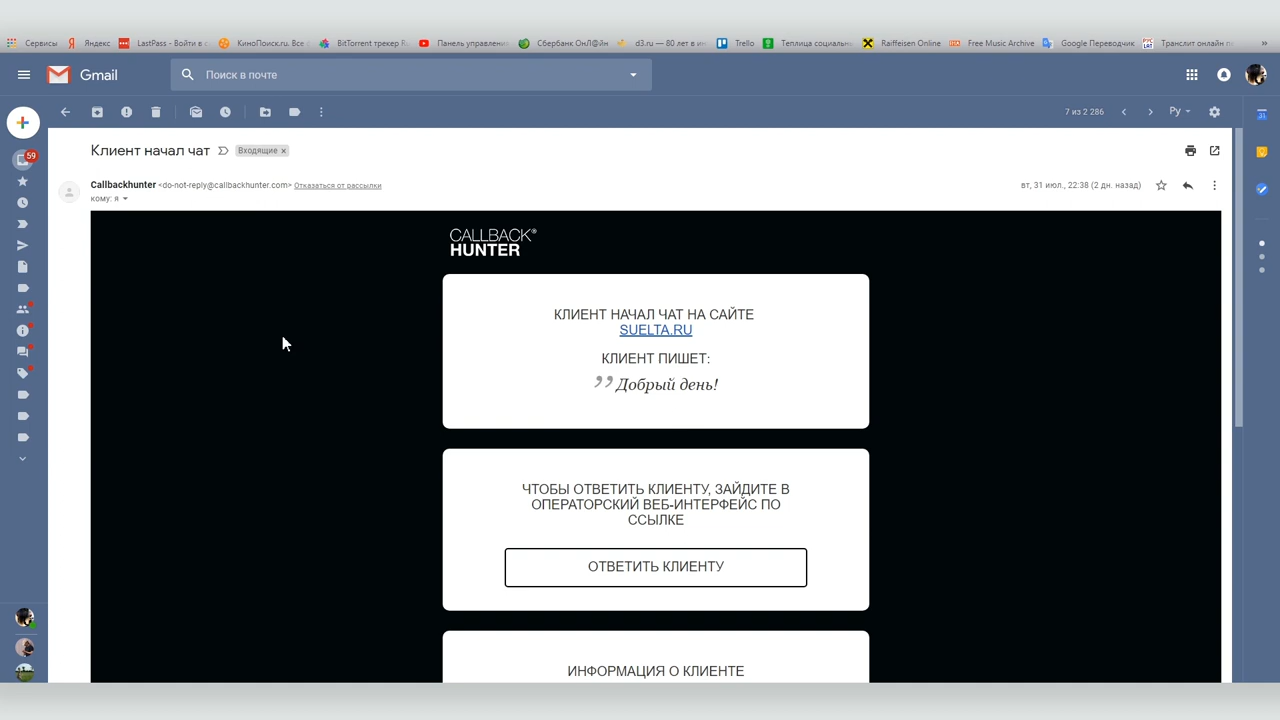 Сервисы
Яндекс
LastPass - Войти в с
КиноПоиск.ru. Все
BitTorrent трекер
Панель управлени
Сбербанк ОнЛ@йн
d3.ru — 80 лет в ин
Trello
Теплица социальн
Raiffeisen Online
Free Music Archive
Google Переводчик
Транслит онлайн п
»
Gmail
Поиск в почте
7 из 2 286
Ру
59
Клиент начал чат
Входящие ×
Callbackhunter <do-not-reply@callbackhunter.com> Отказаться от рассылки
вт, 31 июл., 22:38 (2 дн. назад)
кому: я
CALLBACK®
HUNTER
КЛИЕНТ НАЧАЛ ЧАТ НА САЙТЕ
SUELTA.RU
КЛИЕНТ ПИШЕТ:
” Добрый день!
ЧТОБЫ ОТВЕТИТЬ КЛИЕНТУ, ЗАЙДИТЕ В
ОПЕРАТОРСКИЙ ВЕБ-ИНТЕРФЕЙС ПО
ССЫЛКЕ
ОТВЕТИТЬ КЛИЕНТУ
ИНФОРМАЦИЯ О КЛИЕНТЕ